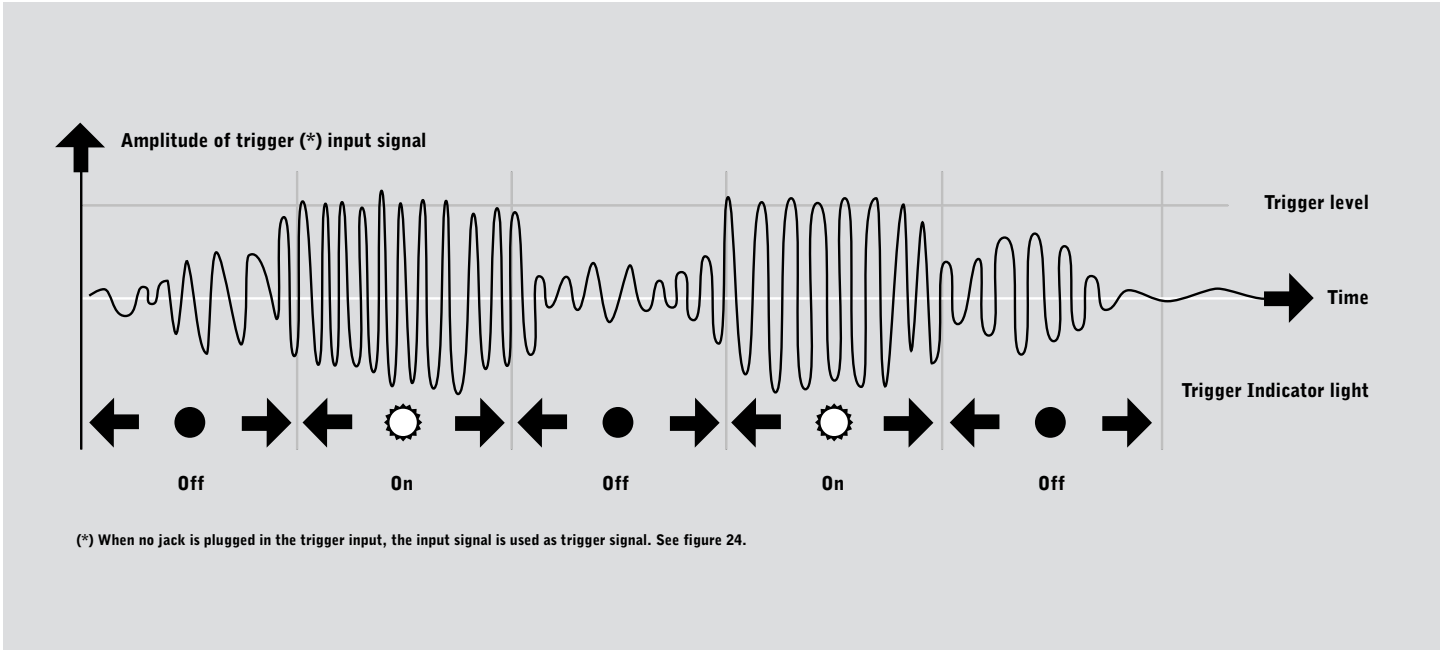 Amplitude of trigger (*) input signal
Trigger level
Time
Trigger Indicator light
Off
On
Off
On
Off
(*) When no jack is plugged in the trigger input, the input signal is used as trigger signal. See figure 24.